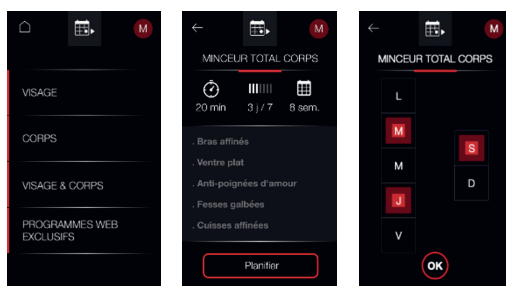 M
VISAGE
CORPS
VISAGE & CORPS
PROGRAMMES WEB
EXCLUSIFS
M
MINCEUR TOTAL CORPS
20 min 3 j / 7 8 sem.
. Bras affinés
. Ventre plat
. Anti-poignées d'amour
. Fesses galbées
. Cuisses affinées
Planifier
M
MINCEUR TOTAL CORPS
L
M
M
J
V
S
D
OK